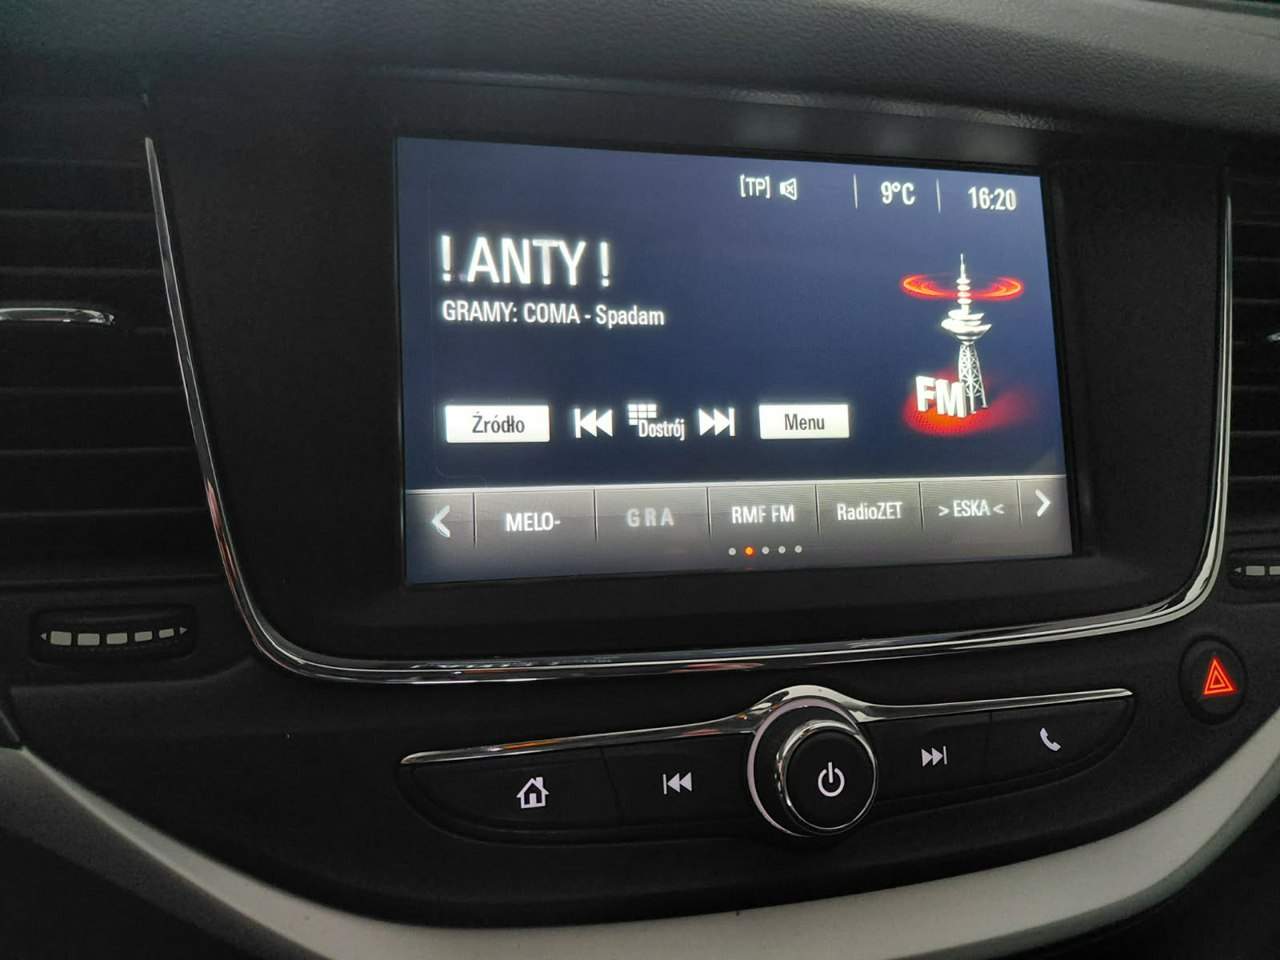 [TP] 9°C 16:20
! ANTY !
GRAMY: COMA - Spadam
FM
Źródło Dostrój Menu
MELO- GRA RMF FM RadioZET > ESKA <